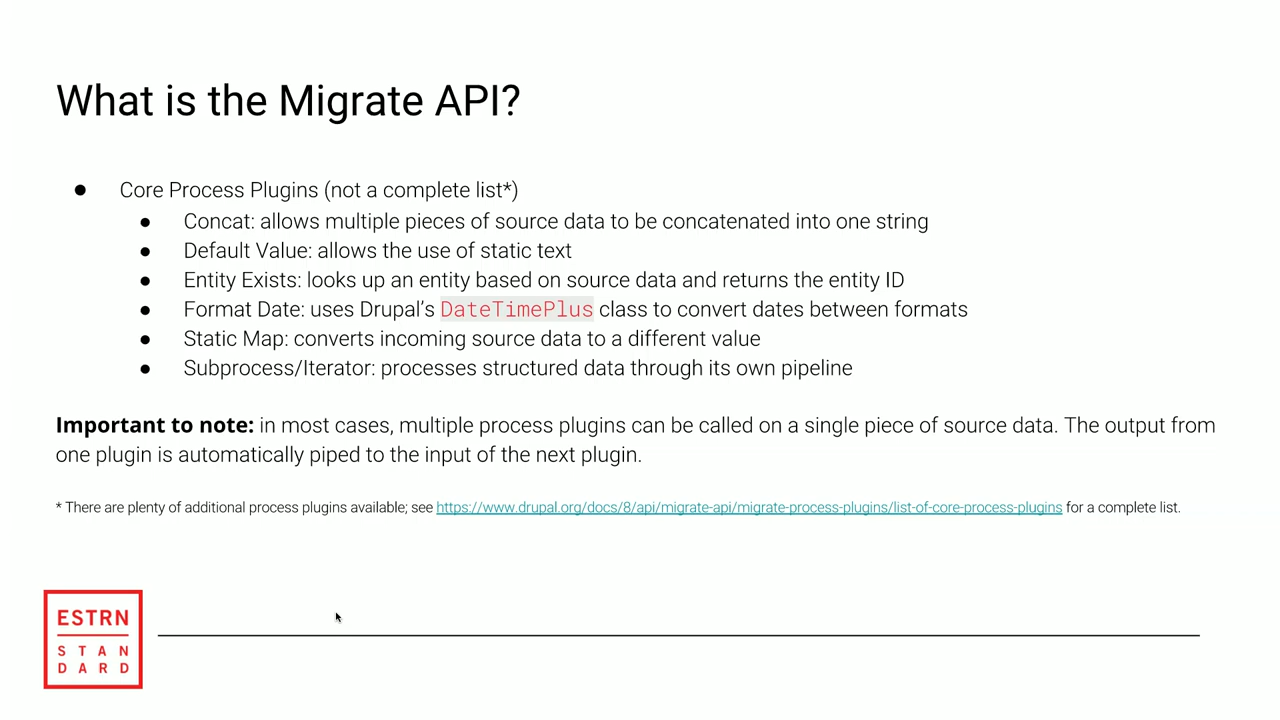 What is the Migrate API?
● Core Process Plugins (not a complete list*)
● Concat: allows multiple pieces of source data to be concatenated into one string
● Default Value: allows the use of static text
● Entity Exists: looks up an entity based on source data and returns the entity ID
● Format Date: uses Drupal’s DateTimePlus class to convert dates between formats
● Static Map: converts incoming source data to a different value
● Subprocess/Iterator: processes structured data through its own pipeline
Important to note: in most cases, multiple process plugins can be called on a single piece of source data. The output from
one plugin is automatically piped to the input of the next plugin.
* There are plenty of additional process plugins available; see https://www.drupal.org/docs/8/api/migrate-api/migrate-process-plugins/list-of-core-process-plugins for a complete list.
ESTRN
STAN
DARD